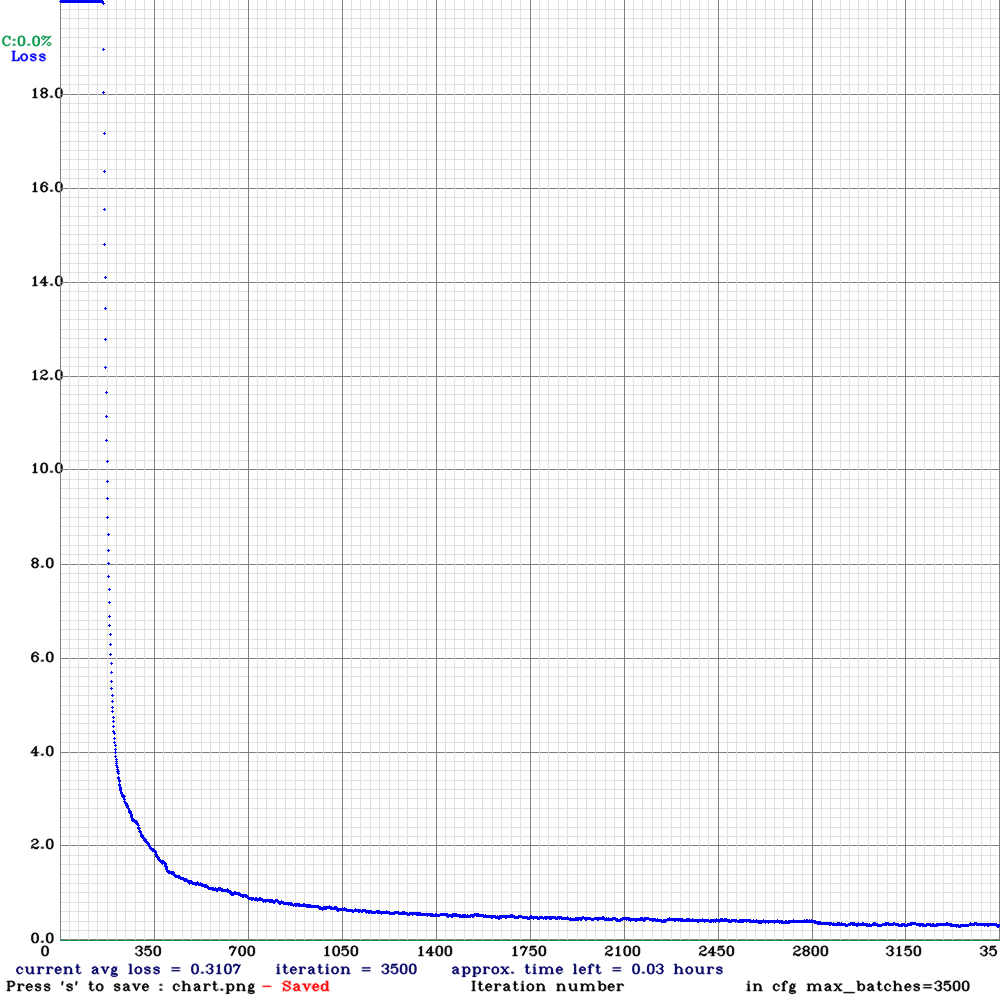 C:0.0%
Loss
18.0
16.0
14.0
12.0
10.0
8.0
6.0
4.0
2.0
0.0
0 350 700 1050 1400 1750 2100 2450 2800 3150 35
current avg loss = 0.3107 iteration = 3500 approx. time left = 0.03 hours
Press 's' to save : chart.png - Saved Iteration number in cfg max_batches=3500